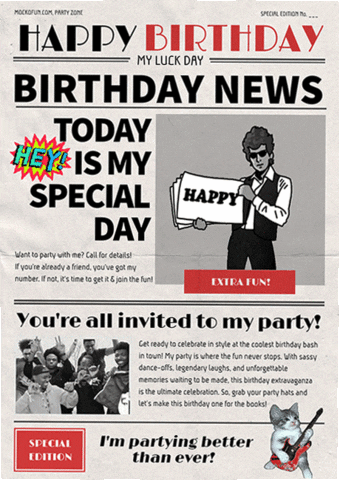 MOCKOFUN.COM, PARTY ZONE
SPECIAL EDITION No. ___
HAPPY BIRTHDAY
MY LUCK DAY
BIRTHDAY NEWS
TODAY
HEY!
IS MY
SPECIAL
DAY
HAPPY
Want to party with me? Call for details!
If you're already a friend, you've got my
number. If not, it's time to get it & join the fun!
EXTRA FUN!
You're all invited to my party!
Get ready to celebrate in style at the coolest birthday bash
in town! My party is where the fun never stops. With sassy
dance-offs, legendary laughs, and unforgettable
memories waiting to be made, this birthday extravaganza
is the ultimate celebration. So, grab your party hats and
let's make this birthday one for the books!
SPECIAL
EDITION
I'm partying better
than ever!